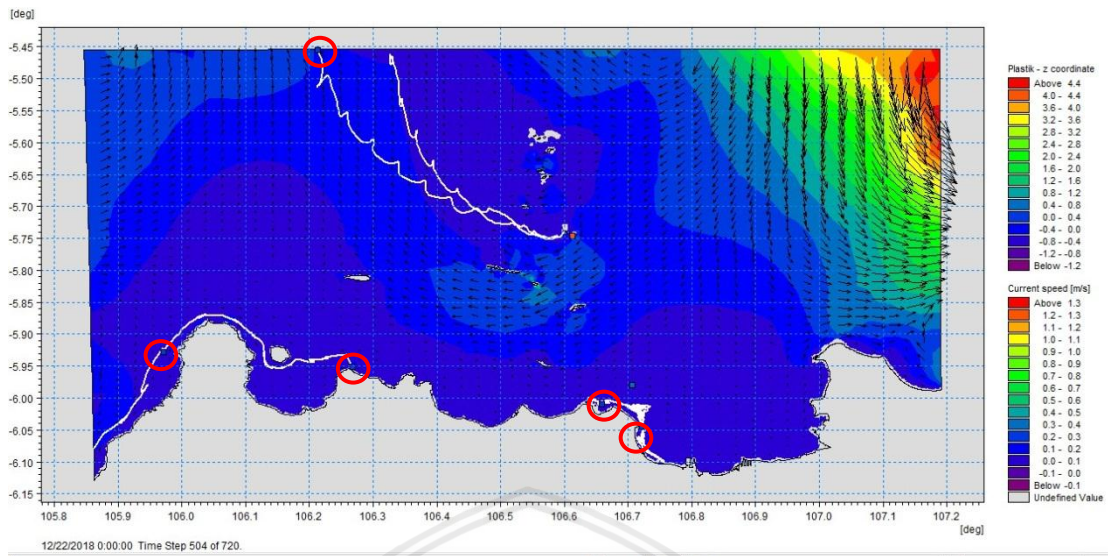 [deg]
-5.45
-5.50
-5.55
-5.60
-5.65
-5.70
-5.75
-5.80
-5.85
-5.90
-5.95
-6.00
-6.05
-6.10
-6.15
105.8 105.9 106.0 106.1 106.2 106.3 106.4 106.5 106.6 106.7 106.8 106.9 107.0 107.1 107.2
[deg]
12/22/2018 0:00:00 Time Step 504 of 720.
Plastik - z coordinate
Above 4.4
4.0 - 4.4
3.6 - 4.0
3.2 - 3.6
2.8 - 3.2
2.4 - 2.8
2.0 - 2.4
1.6 - 2.0
1.2 - 1.6
0.8 - 1.2
0.4 - 0.8
0.0 - 0.4
-0.4 - 0.0
-0.8 - -0.4
-1.2 - -0.8
Below -1.2
Current speed [m/s]
Above 1.3
1.2 - 1.3
1.1 - 1.2
1.0 - 1.1
0.9 - 1.0
0.8 - 0.9
0.7 - 0.8
0.6 - 0.7
0.5 - 0.6
0.4 - 0.5
0.3 - 0.4
0.2 - 0.3
0.1 - 0.2
0.0 - 0.1
-0.1 - 0.0
Below -0.1
Undefined Value